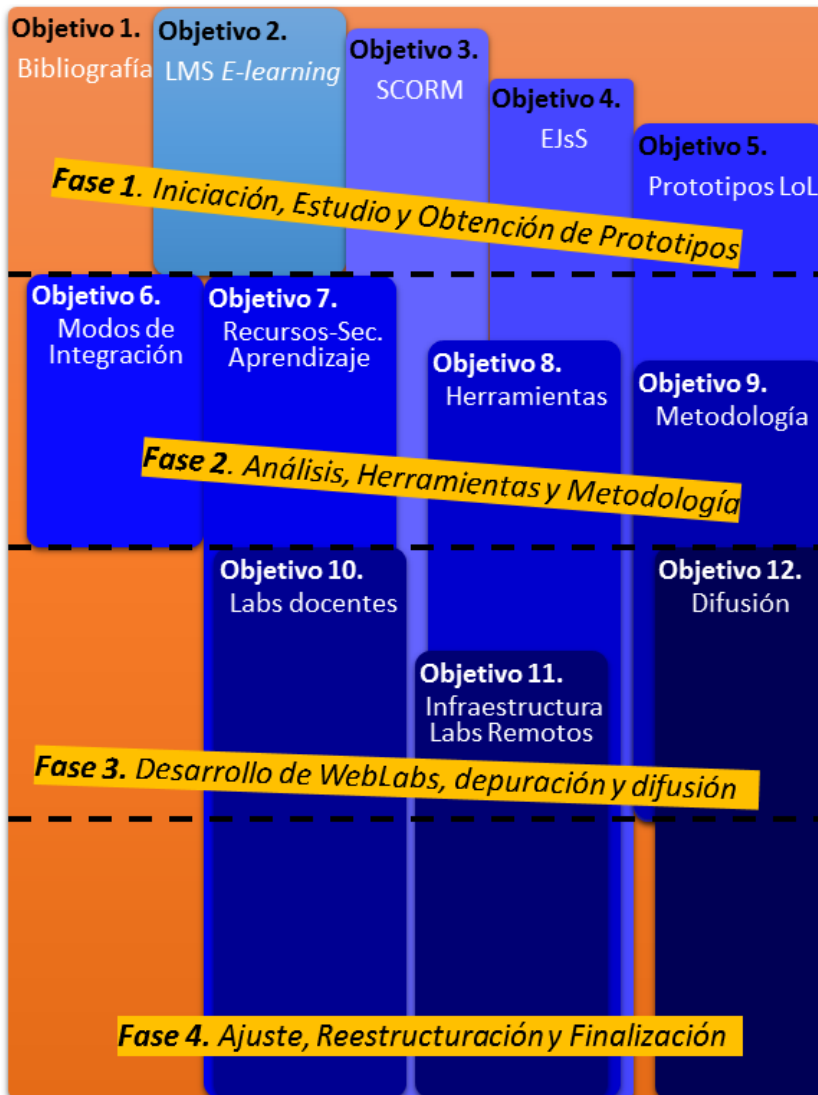 Objetivo 1.
Bibliografía
Objetivo 2.
LMS E-learning
Objetivo 3.
SCORM
Objetivo 4.
EJsS
Objetivo 5.
Prototipos LoL
Fase 1. Iniciación, Estudio y Obtención de Prototipos
Objetivo 6.
Modos de
Integración
Objetivo 7.
Recursos-Sec.
Aprendizaje
Objetivo 8.
Herramientas
Objetivo 9.
Metodología
Fase 2. Análisis, Herramientas y Metodología
Objetivo 10.
Labs docentes
Objetivo 11.
Infraestructura
Labs Remotos
Objetivo 12.
Difusión
Fase 3. Desarrollo de WebLabs, depuración y difusión
Fase 4. Ajuste, Reestructuración y Finalización